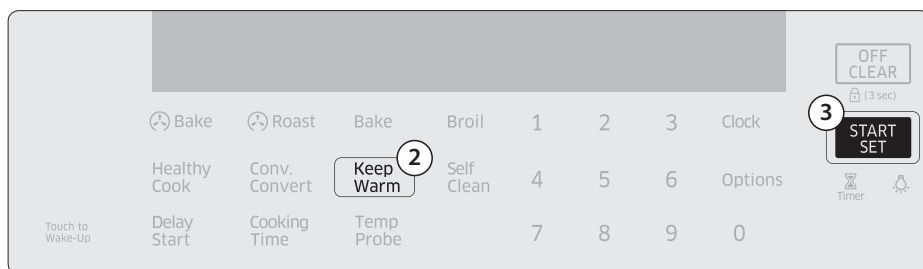 OFF
CLEAR
(3 sec)
Bake
Roast
Bake
Broil
1
2
3
Clock
3
START
SET
Healthy
Cook
Conv.
Convert
Keep
Warm
2
Self
Clean
4
5
6
Options
Timer
Touch to
Wake-Up
Delay
Start
Cooking
Time
Temp
Probe
7
8
9
0